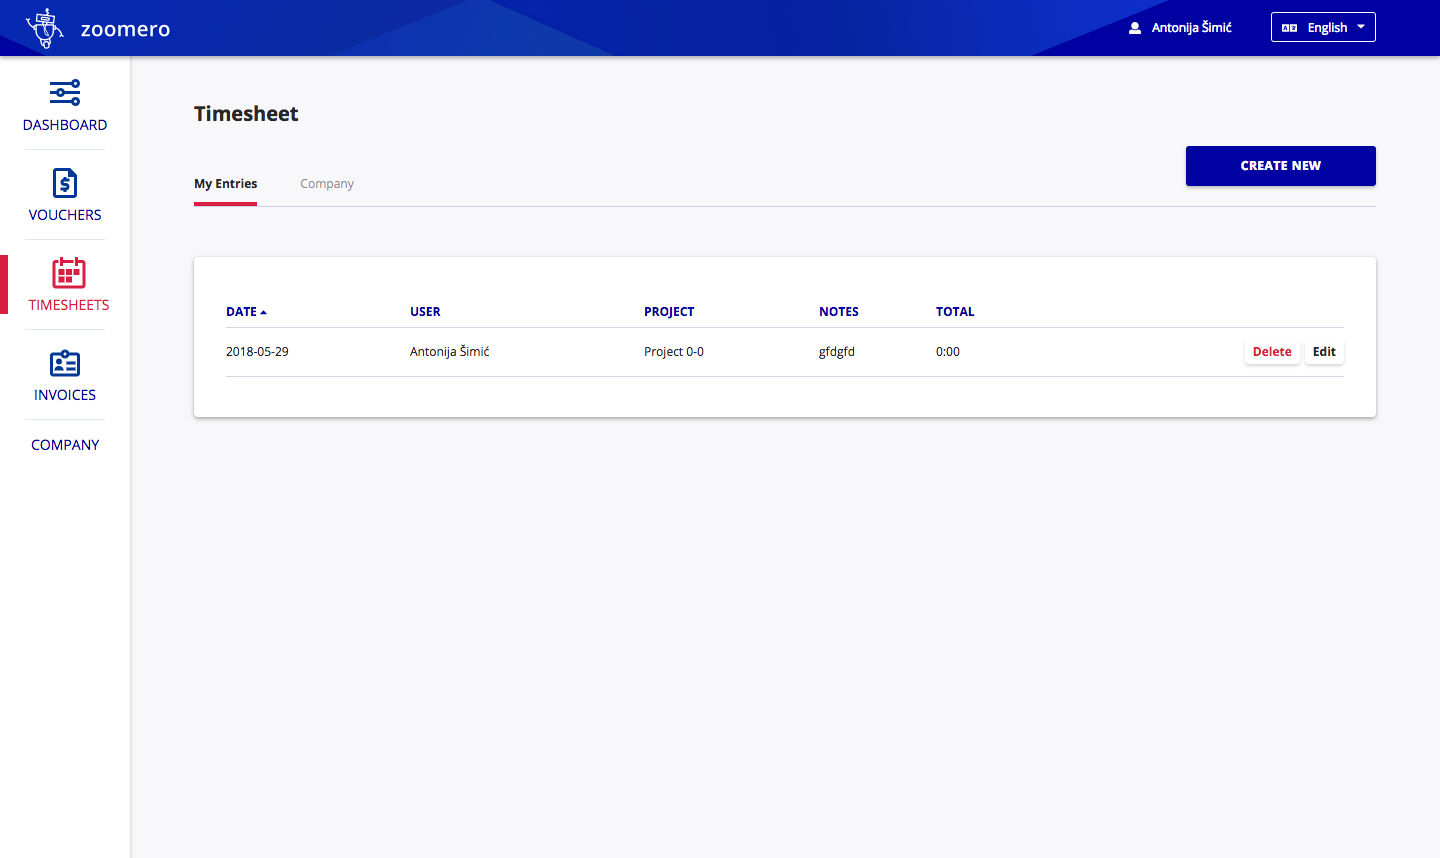 zoomero
Antonija Šimić
English
DASHBOARD
VOUCHERS
TIMESHEETS
INVOICES
COMPANY
Timesheet
My Entries Company
CREATE NEW
DATE USER PROJECT NOTES TOTAL
2018-05-29 Antonija Šimić Project 0-0 gfdgfd 0:00 Delete Edit